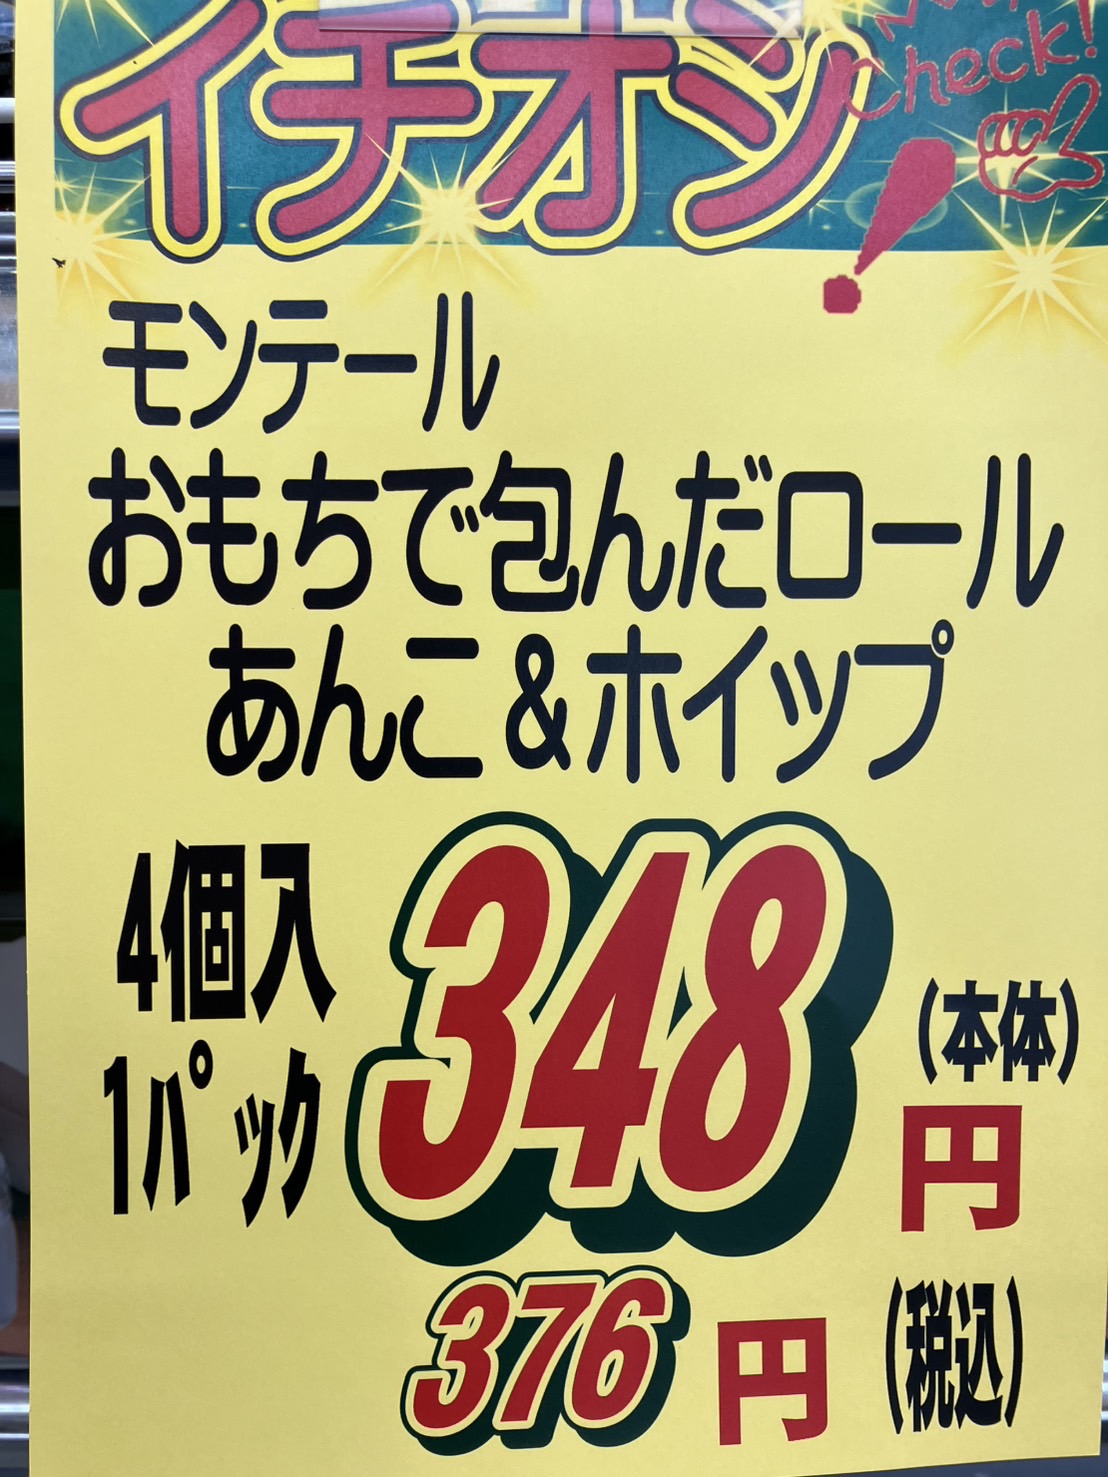 イチオシ
Check!
モンテール
おもちで包んだロール
あんこ&ホイップ
4個入
1パック
348
(本体)
円
376円(税込)